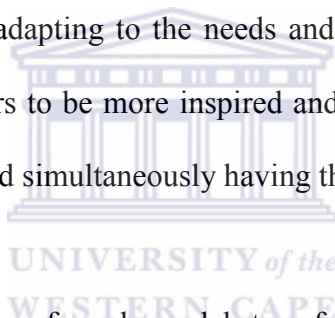 adapting to the needs and
rs to be more inspired and
d simultaneously having th
UNIVERSITY of the
WESTERN CAPE